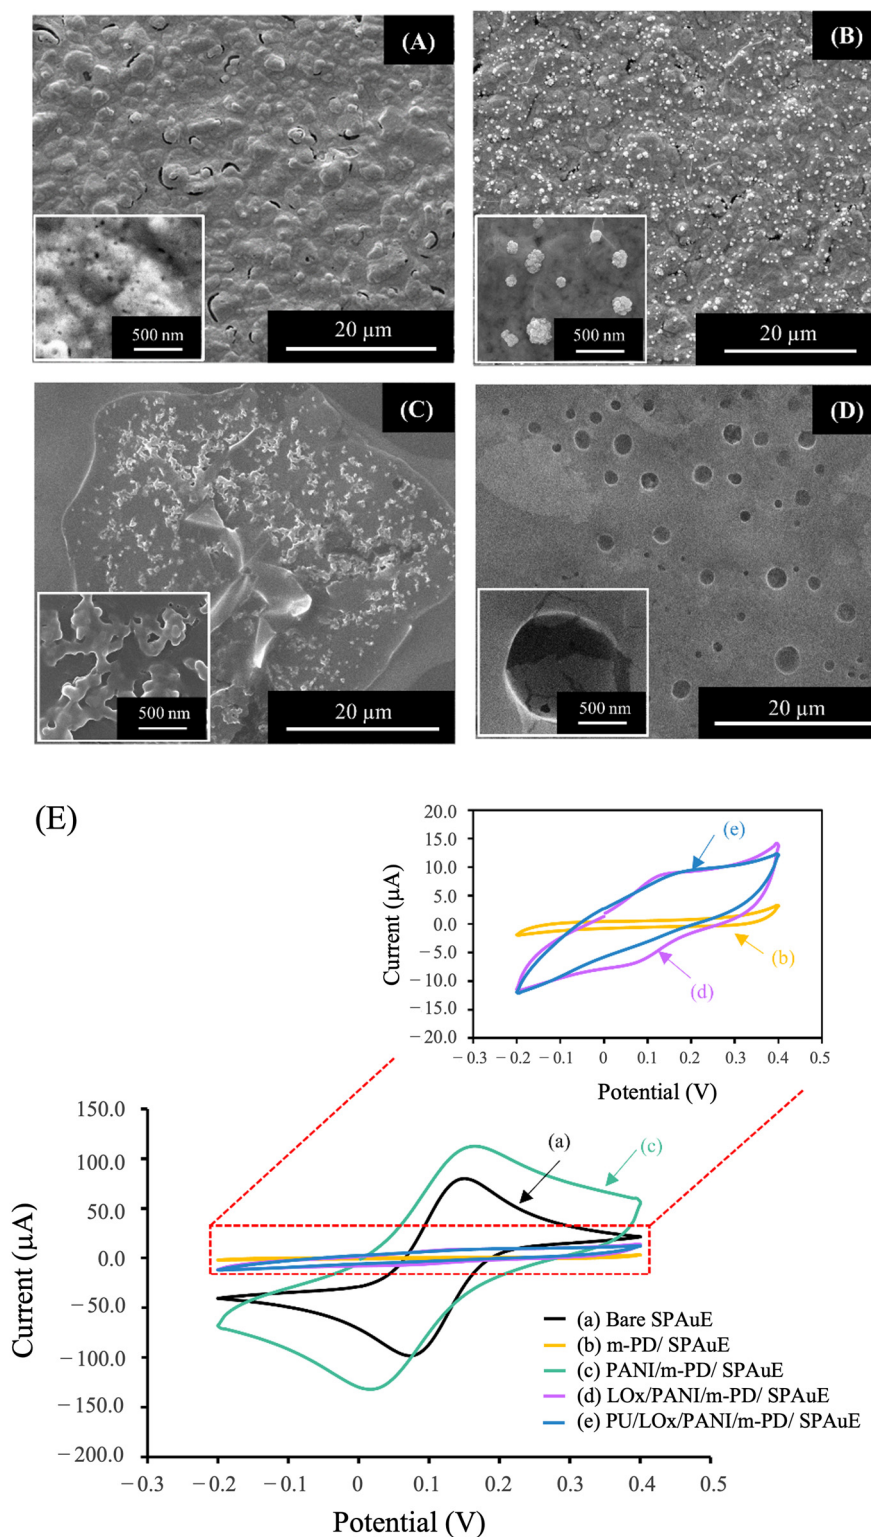 (A)
500 nm
20 µm
(B)
500 nm
20 µm
(C)
500 nm
20 µm
(D)
500 nm
20 µm
(E)
20.0
15.0
10.0
5.0
0.0
−5.0
−10.0
−15.0
−20.0
Current (µA)
(e)
(b)
(d)
−0.3 −0.2 −0.1 0 0.1 0.2 0.3 0.4 0.5
Potential (V)
150.0
100.0
50.0
0.0
−50.0
−100.0
−150.0
−200.0
Current (µA)
(a)
(c)
(a) Bare SPAuE
(b) m-PD/ SPAuE
(c) PANI/m-PD/ SPAuE
(d) LOx/PANI/m-PD/ SPAuE
(e) PU/LOx/PANI/m-PD/ SPAuE
−0.3 −0.2 −0.1 0 0.1 0.2 0.3 0.4 0.5
Potential (V)